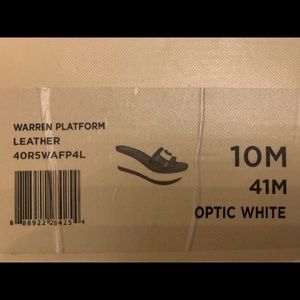 WARREN PLATFORM
LEATHER
40R5WAFP4L
10M
41M
OPTIC WHITE